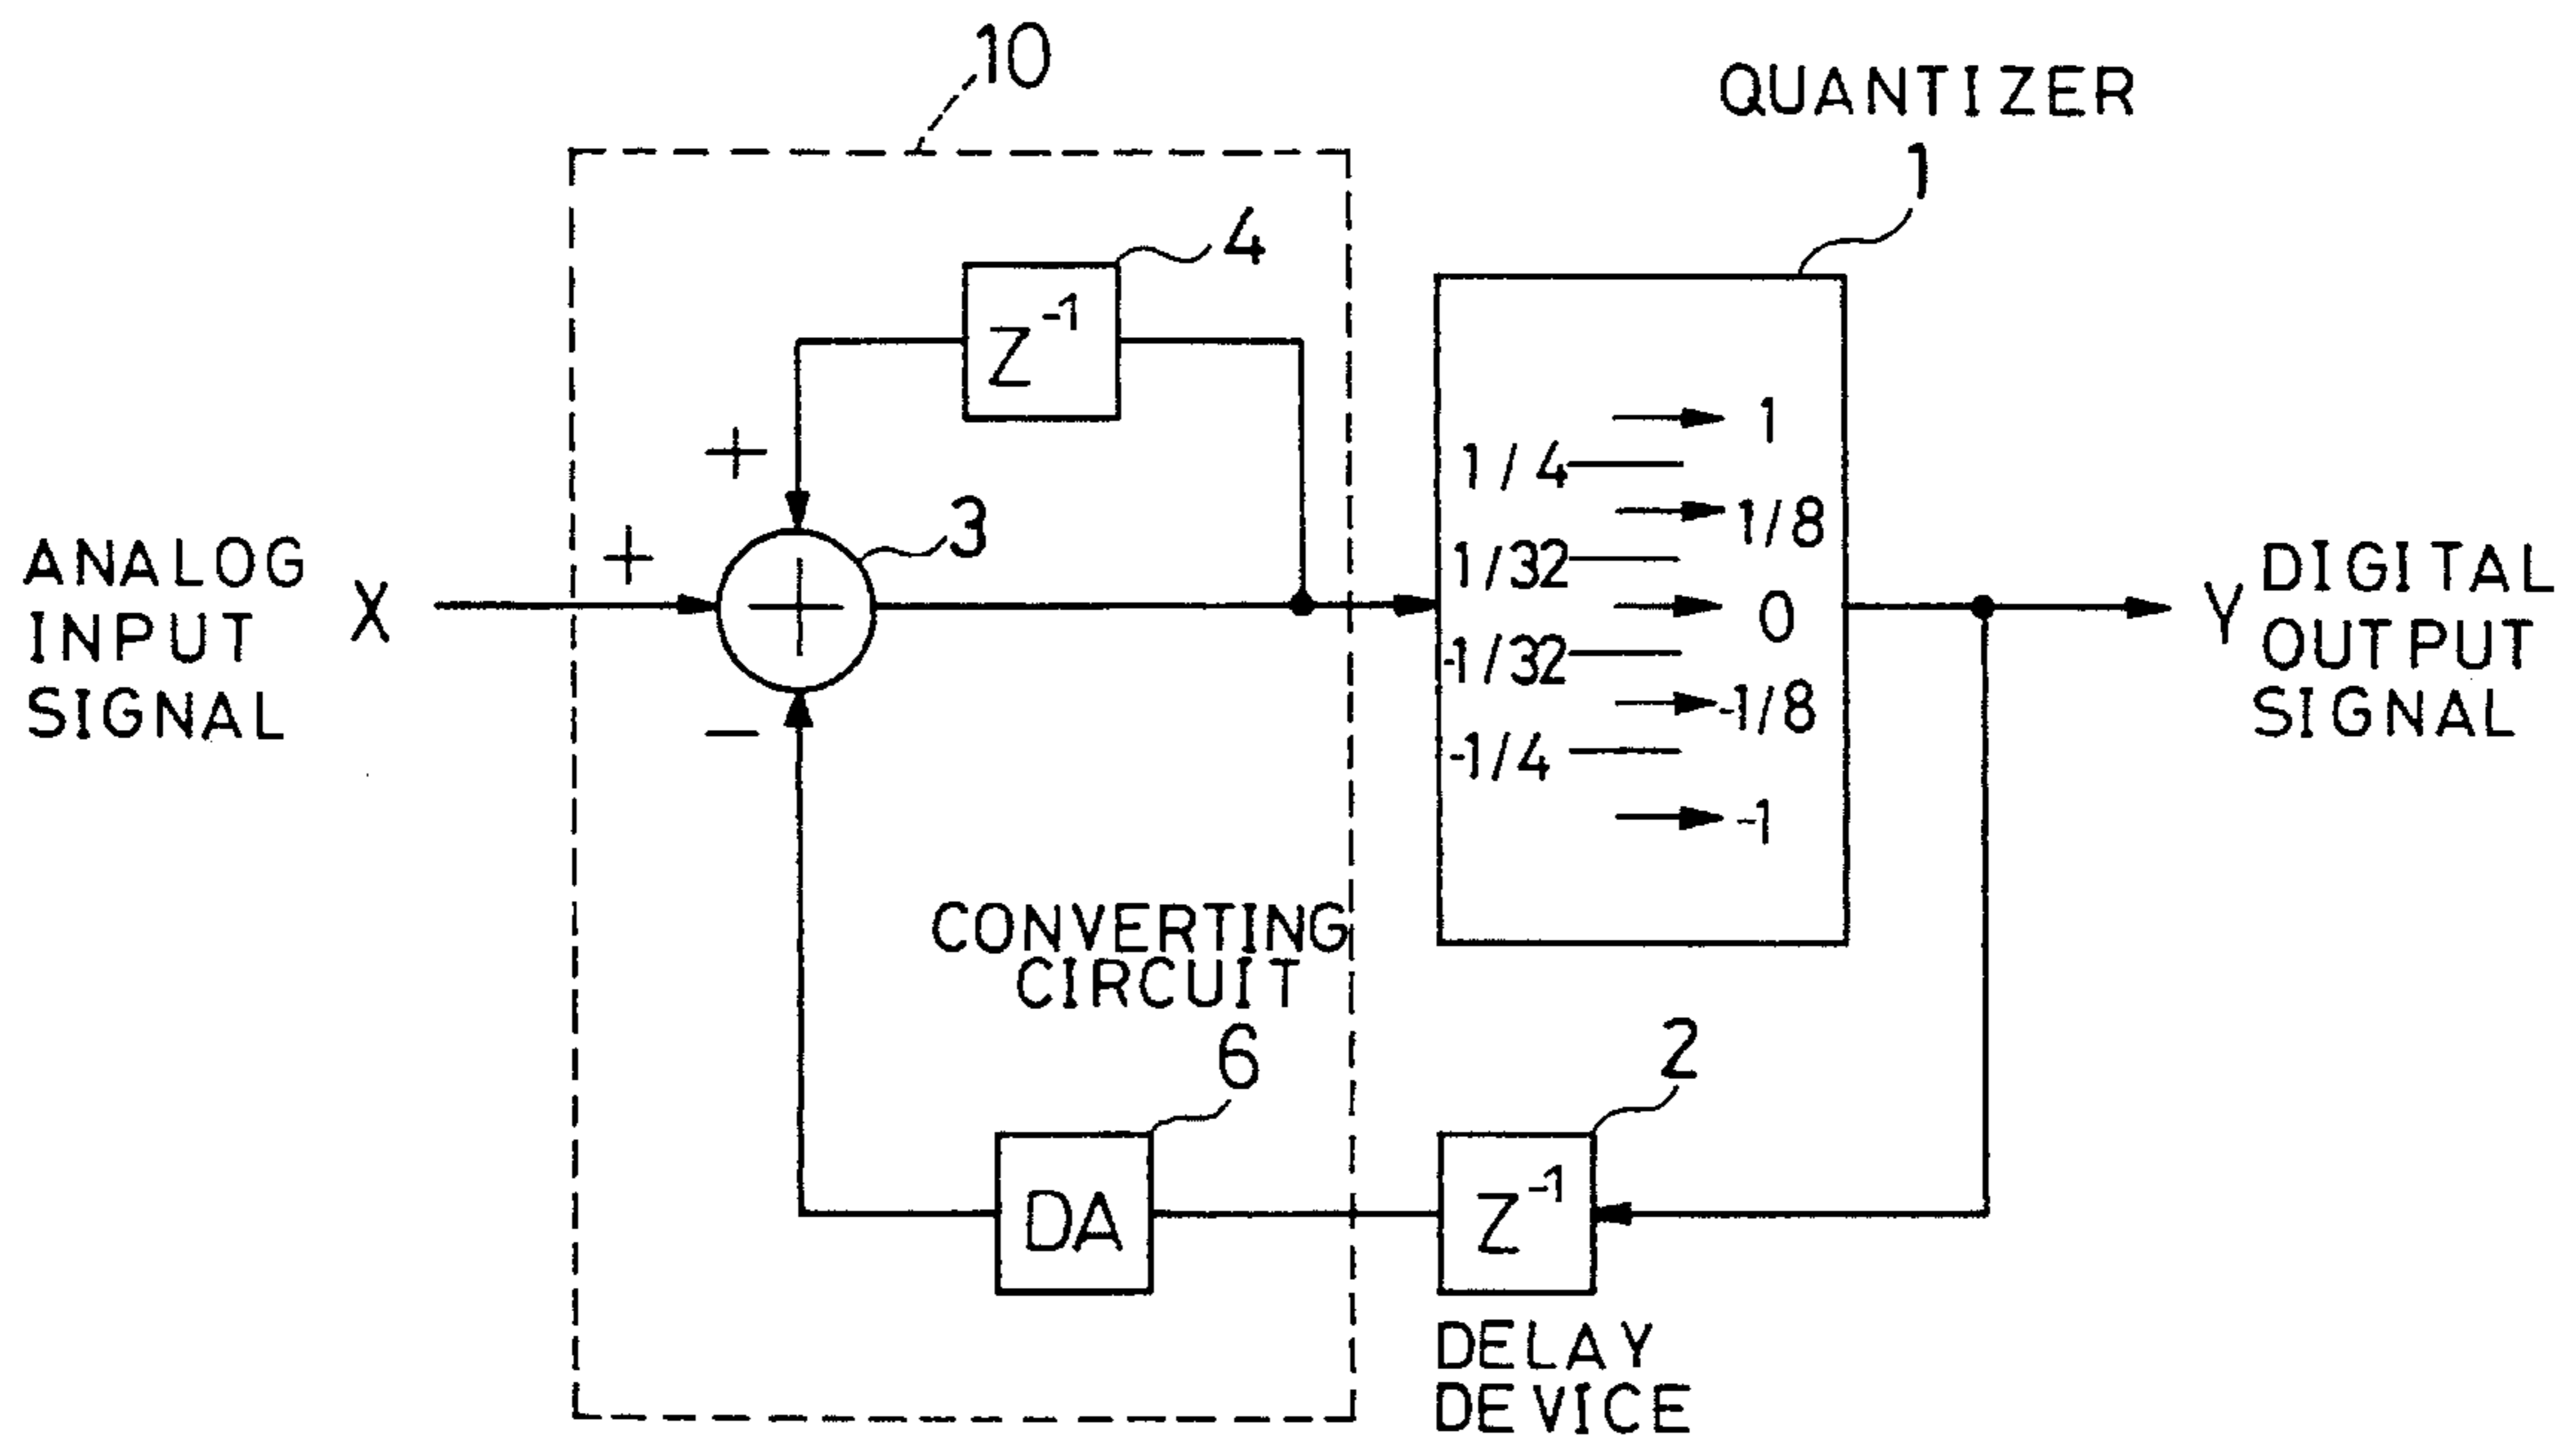 10
QUANTIZER
1
4
Z⁻¹
+
1
1/4
1/8
3
+
ANALOG
INPUT
SIGNAL
X
1/32
0
-1/32
-1/8
-1/4
-1
Y
DIGITAL
OUTPUT
SIGNAL
−
CONVERTING
CIRCUIT
6
2
DA
Z⁻¹
DELAY
DEVICE